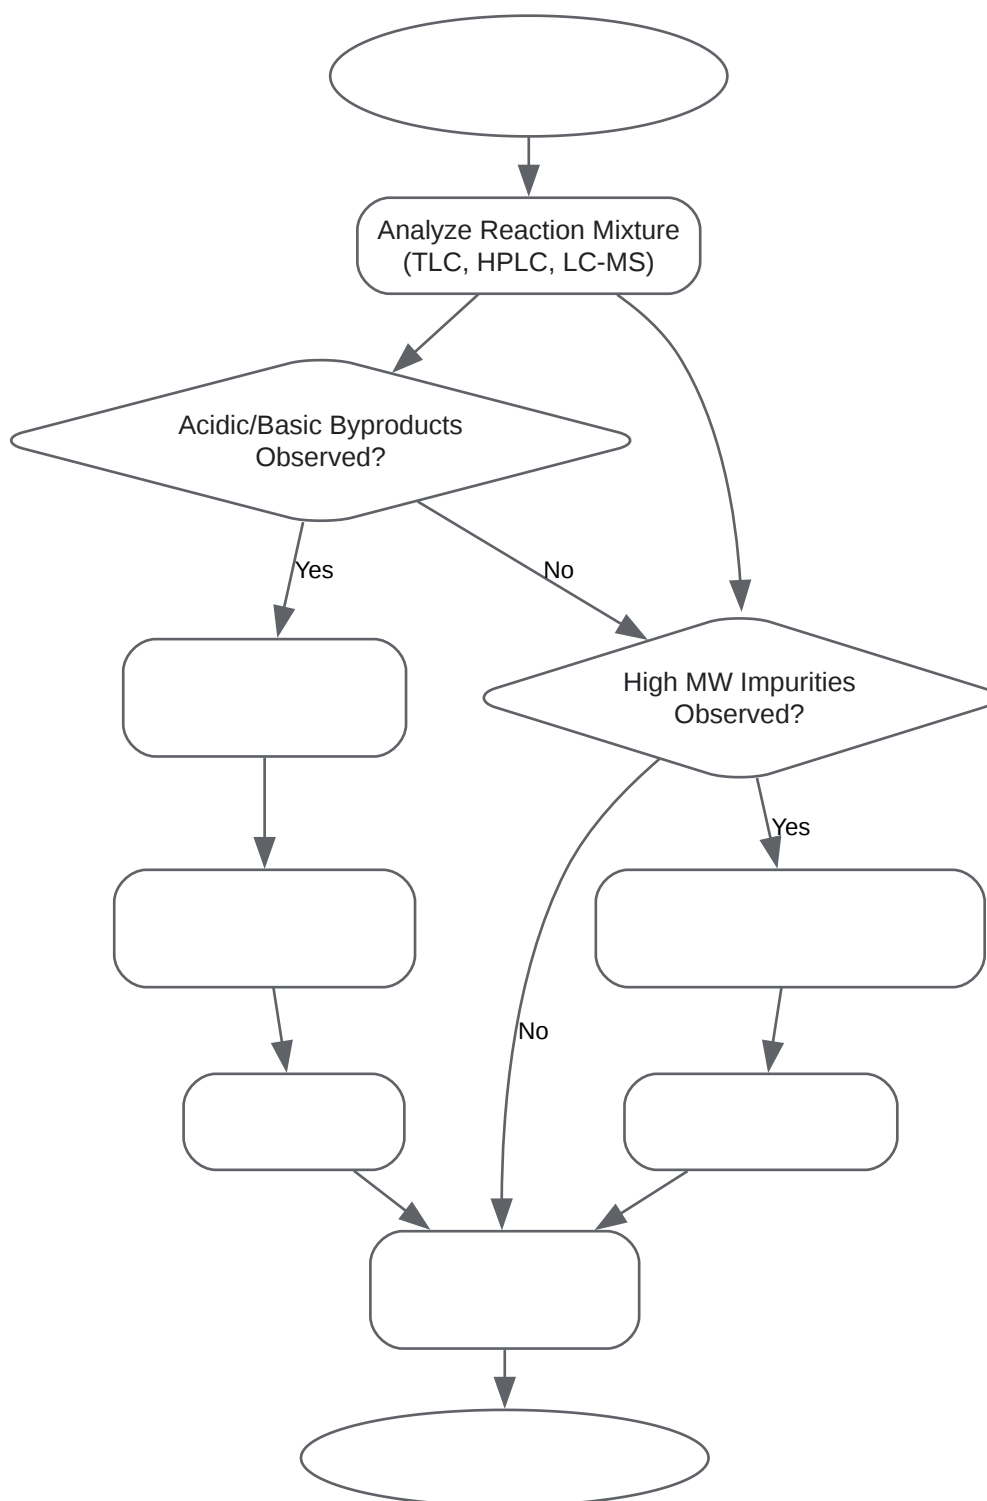 Analyze Reaction Mixture
(TLC, HPLC, LC-MS)
Acidic/Basic Byproducts
Observed?
Yes
No
High MW Impurities
Observed?
Yes
No